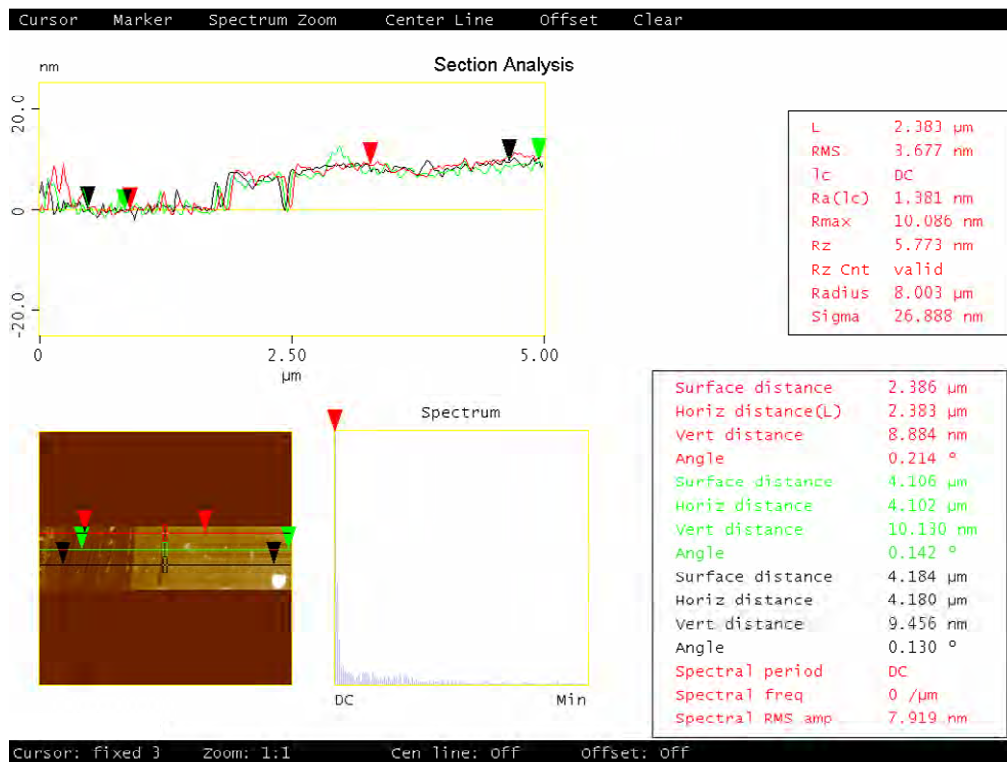 Cursor Marker Spectrum Zoom Center Line Offset Clear
nm
Section Analysis
20.0
0
-20.0
0 2.50 5.00
µm
L 2.383 µm
RMS 3.677 nm
lc DC
Ra(lc) 1.381 nm
Rmax 10.086 nm
Rz 5.773 nm
Rz Cnt valid
Radius 8.003 µm
Sigma 26.888 nm
Spectrum
DC Min
Surface distance 2.386 µm
Horiz distance(L) 2.383 µm
Vert distance 8.884 nm
Angle 0.214 °
Surface distance 4.106 µm
Horiz distance 4.102 µm
Vert distance 10.130 nm
Angle 0.142 °
Surface distance 4.184 µm
Horiz distance 4.180 µm
Vert distance 9.456 nm
Angle 0.130 °
Spectral period DC
Spectral freq 0 /µm
Spectral RMS amp 7.919 nm
Cursor: fixed 3 Zoom: 1:1 Cen line: Off Offset: Off